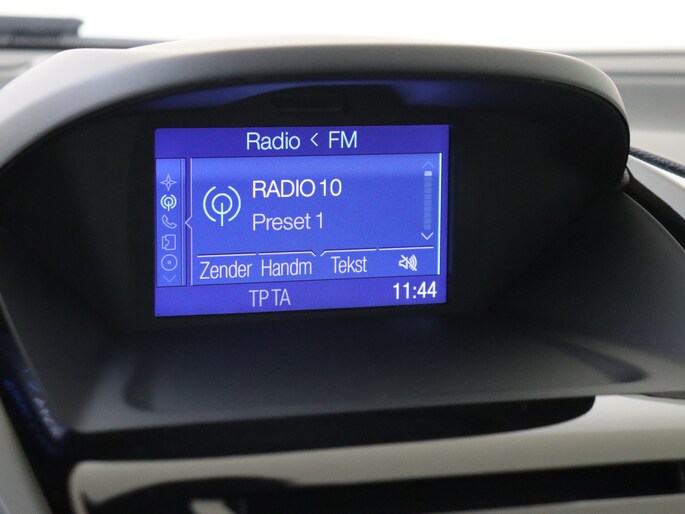 Radio < FM
RADIO 10
Preset 1
Zender Handm Tekst
TP TA 11:44